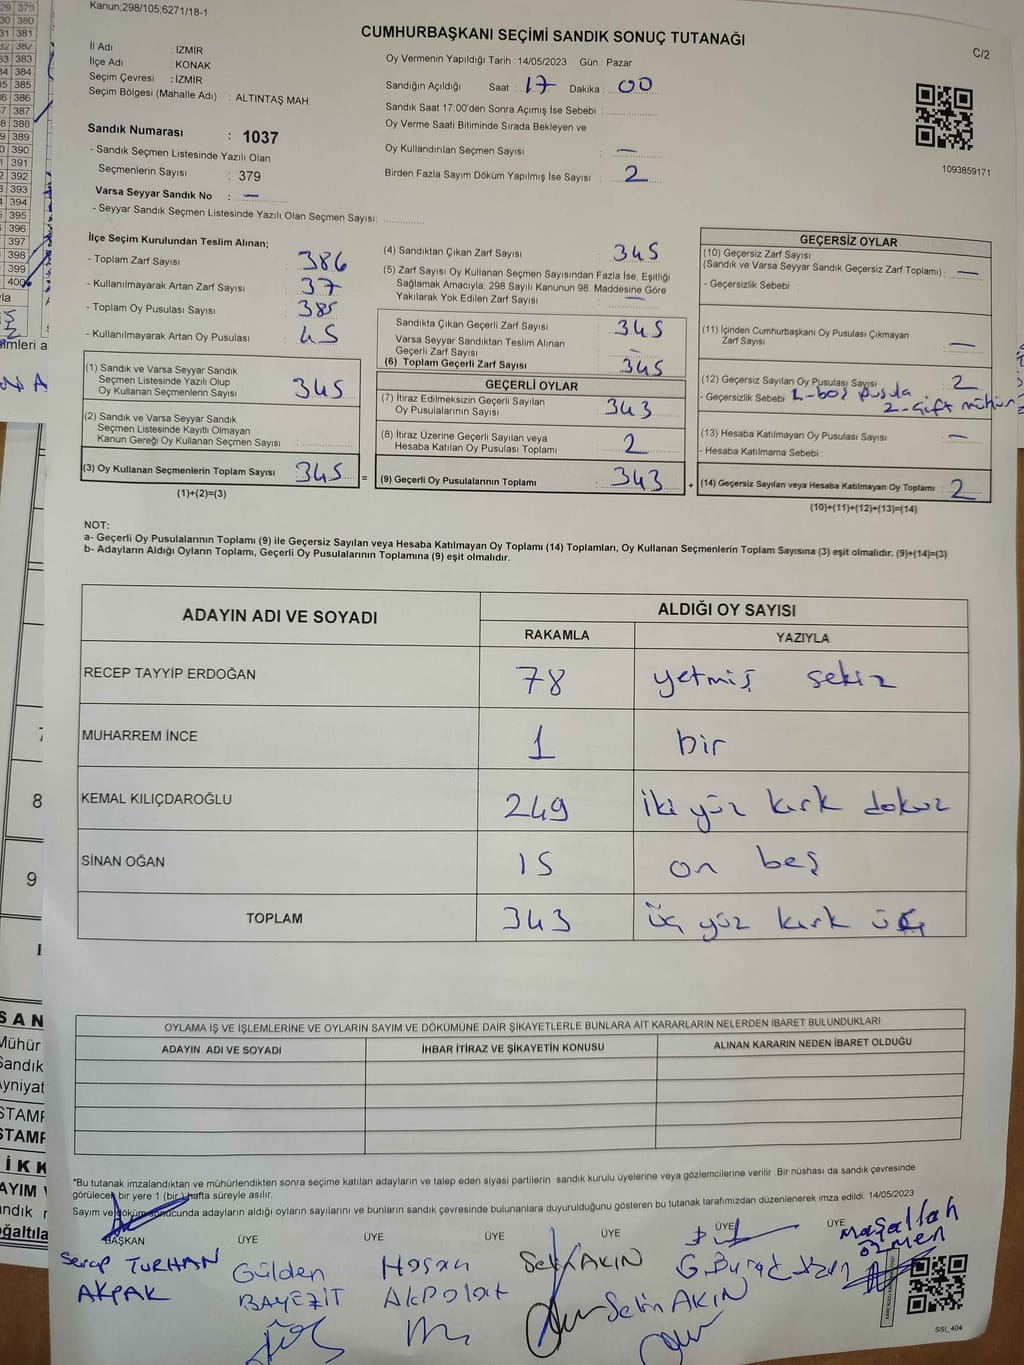 Kanun;298/105;6271/18-1
CUMHURBAŞKANI SEÇİMİ SANDIK SONUÇ TUTANAĞI
C/2
İl Adı : İZMİR
İlçe Adı : KONAK
Seçim Çevresi : İZMİR
Seçim Bölgesi (Mahalle Adı) : ALTINTAŞ MAH.
Sandık Numarası : 1037
- Sandık Seçmen Listesinde Yazılı Olan
Seçmenlerin Sayısı : 379
Varsa Seyyar Sandık No : —
- Seyyar Sandık Seçmen Listesinde Yazılı Olan Seçmen Sayısı:
Oy Vermenin Yapıldığı Tarih : 14/05/2023 Gün : Pazar
Sandığın Açıldığı Saat : 17 Dakika : 00
Sandık Saat 17:00'den Sonra Açımış İse Sebebi :
Oy Verme Saati Bitiminde Sırada Bekleyen ve
Oy Kullandırılan Seçmen Sayısı : —
Birden Fazla Sayım Döküm Yapılmış İse Sayısı : 2
1093859171
İlçe Seçim Kurulundan Teslim Alınan;
- Toplam Zarf Sayısı : 386
- Kullanılmayarak Artan Zarf Sayısı : 37
- Toplam Oy Pusulası Sayısı : 385
- Kullanılmayarak Artan Oy Pusulası : 45
(1) Sandık ve Varsa Seyyar Sandık
Seçmen Listesinde Yazılı Olup
Oy Kullanan Seçmenlerin Sayısı : 345
(2) Sandık ve Varsa Seyyar Sandık
Seçmen Listesinde Kayıtlı Olmayan
Kanun Gereği Oy Kullanan Seçmen Sayısı :
(3) Oy Kullanan Seçmenlerin Toplam Sayısı : 345 =
(1)+(2)=(3)
(4) Sandıktan Çıkan Zarf Sayısı : 345
(5) Zarf Sayısı Oy Kullanan Seçmen Sayısından Fazla İse, Eşitliği
Sağlamak Amacıyla; 298 Sayılı Kanunun 98. Maddesine Göre
Yakılarak Yok Edilen Zarf Sayısı : —
Sandıkta Çıkan Geçerli Zarf Sayısı : 345
Varsa Seyyar Sandıktan Teslim Alınan
Geçerli Zarf Sayısı : —
(6) Toplam Geçerli Zarf Sayısı : 345
GEÇERLİ OYLAR
(7) İtiraz Edilmeksizin Geçerli Sayılan
Oy Pusulalarının Sayısı : 343
(8) İtiraz Üzerine Geçerli Sayılan veya
Hesaba Katılan Oy Pusulası Toplamı : 2
(9) Geçerli Oy Pusulalarının Toplamı : 343 +
GEÇERSİZ OYLAR
(10) Geçersiz Zarf Sayısı
(Sandık ve Varsa Seyyar Sandık Geçersiz Zarf Toplamı) : —
- Geçersizlik Sebebi :
(11) İçinden Cumhurbaşkanı Oy Pusulası Çıkmayan
Zarf Sayısı : —
(12) Geçersiz Sayılan Oy Pusulası Sayısı : 2
- Geçersizlik Sebebi 1-boş pusula
2-çift mühür
(13) Hesaba Katılmayan Oy Pusulası Sayısı : —
- Hesaba Katılmama Sebebi :
(14) Geçersiz Sayılan veya Hesaba Katılmayan Oy Toplamı : 2
(10)+(11)+(12)+(13)=(14)
NOT:
a- Geçerli Oy Pusulalarının Toplamı (9) ile Geçersiz Sayılan veya Hesaba Katılmayan Oy Toplamı (14) Toplamları, Oy Kullanan Seçmenlerin Toplam Sayısına (3) eşit olmalıdır. (9)+(14)=(3)
b- Adayların Aldığı Oyların Toplamı, Geçerli Oy Pusulalarının Toplamına (9) eşit olmalıdır.
ADAYIN ADI VE SOYADI ALDIĞI OY SAYISI
RAKAMLA YAZIYLA
RECEP TAYYİP ERDOĞAN 78 yetmiş sekiz
MUHARREM İNCE 1 bir
KEMAL KILIÇDAROĞLU 249 iki yüz kırk dokuz
SİNAN OĞAN 15 on beş
TOPLAM 343 üç yüz kırk üç
OYLAMA İŞ VE İŞLEMLERİNE VE OYLARIN SAYIM VE DÖKÜMÜNE DAİR ŞİKAYETLERLE BUNLARA AİT KARARLARIN NELERDEN İBARET BULUNDUKLARI
ADAYIN ADI VE SOYADI İHBAR İTİRAZ VE ŞİKAYETİN KONUSU ALINAN KARARIN NEDEN İBARET OLDUĞU
*Bu tutanak imzalandıktan ve mühürlendikten sonra seçime katılan adayların ve talep eden siyasi partilerin sandık kurulu üyelerine veya gözlemcilerine verilir .Bir nüshası da sandık çevresinde
görülecek bir yere 1 (bir ) hafta süreyle asılır.
Sayım ve döküm sonucunda adayların aldığı oyların sayılarını ve bunların sandık çevresinde bulunanlara duyurulduğunu gösteren bu tutanak tarafımızdan düzenlenerek imza edildi. 14/05/2023
BAŞKAN ÜYE ÜYE ÜYE ÜYE ÜYE
Serap TURHAN AKPAK
Gülden BAYEZİT
Hasan Akpolat
Selin AKIN
Selin AKIN
Maşallah özmen
SSİ_404